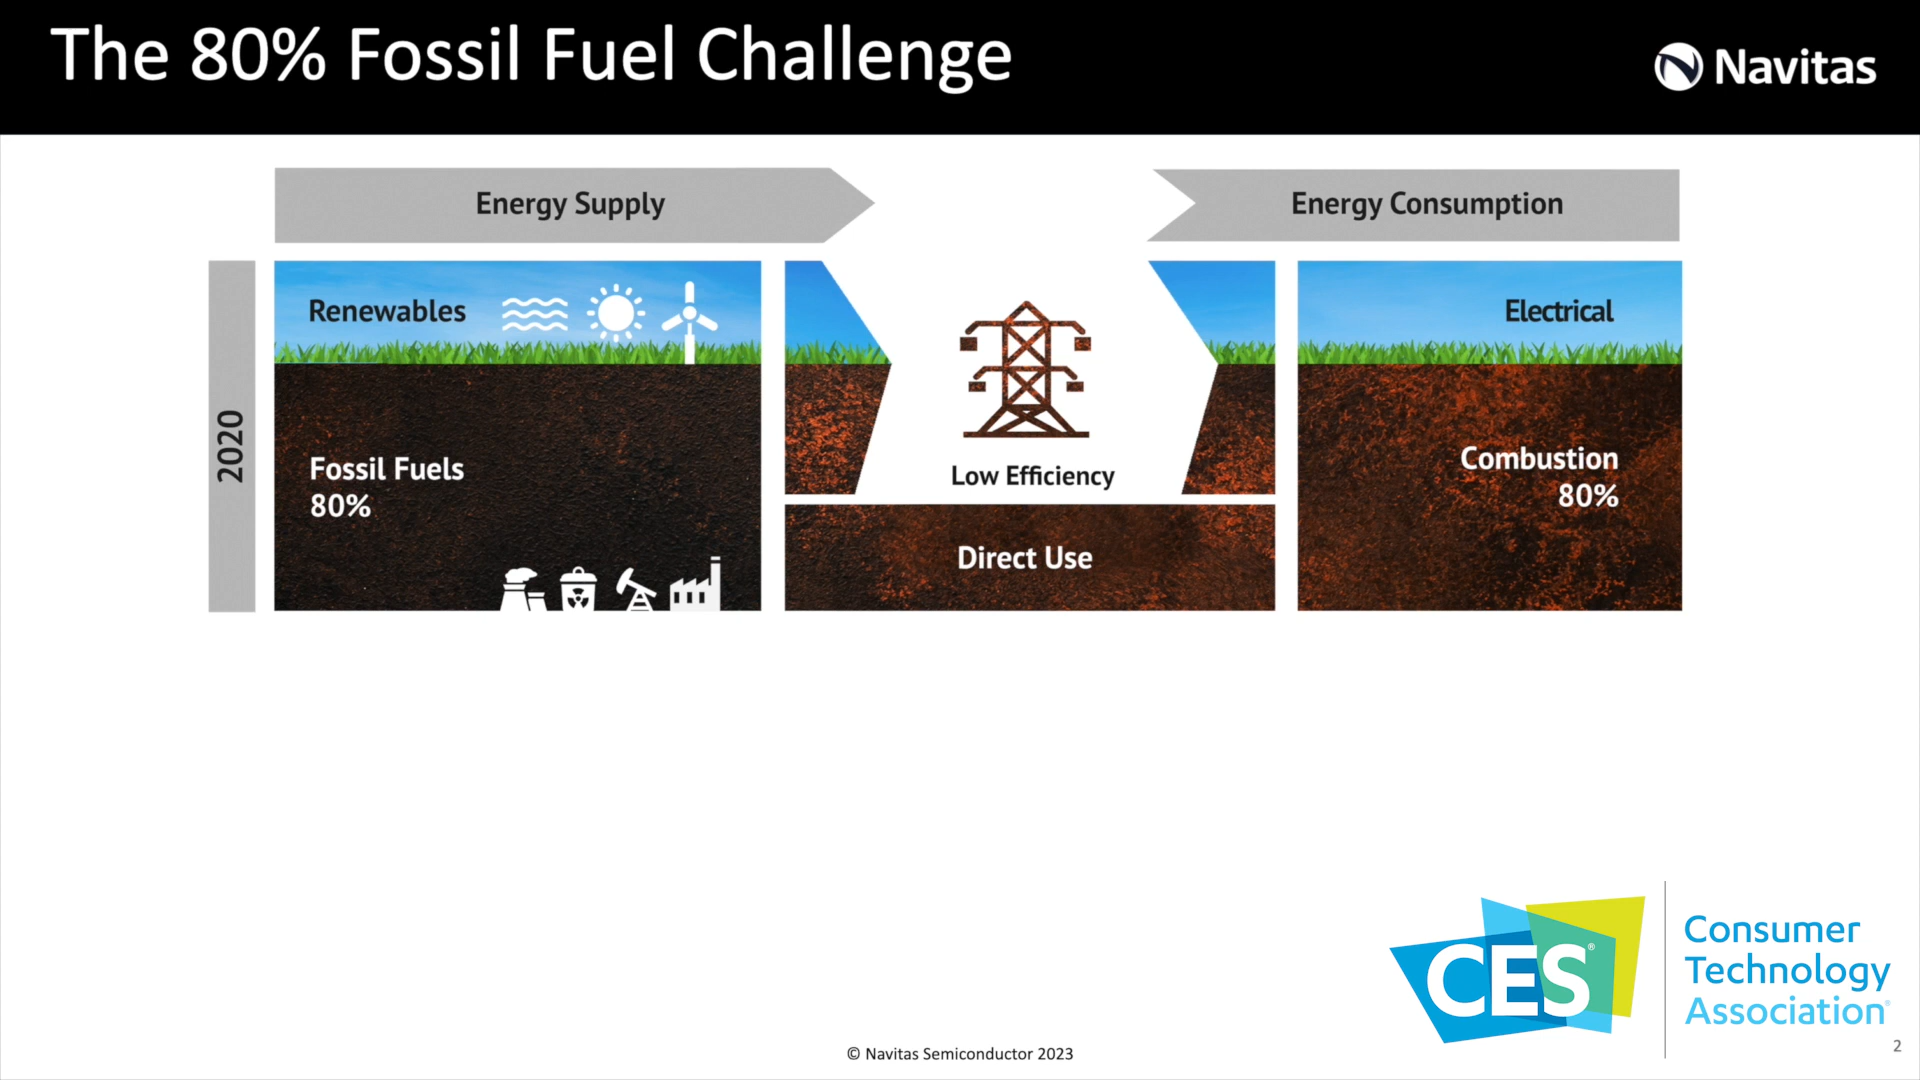 The 80% Fossil Fuel Challenge
Navitas
Energy Supply
Energy Consumption
2020
Renewables
Fossil Fuels
80%
Low Efficiency
Direct Use
Electrical
Combustion
80%
CES®
Consumer
Technology
Association®
© Navitas Semiconductor 2023
2